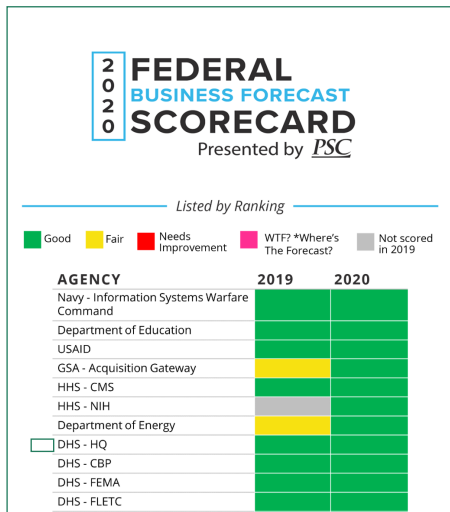 2020
FEDERAL
BUSINESS FORECAST
SCORECARD
Presented by PSC
Listed by Ranking
Good
Fair
Needs
Improvement
WTF? *Where's
The Forecast?
Not scored
in 2019
AGENCY 2019 2020
Navy - Information Systems Warfare
Command
Department of Education
USAID
GSA - Acquisition Gateway
HHS - CMS
HHS - NIH
Department of Energy
DHS - HQ
DHS - CBP
DHS - FEMA
DHS - FLETC